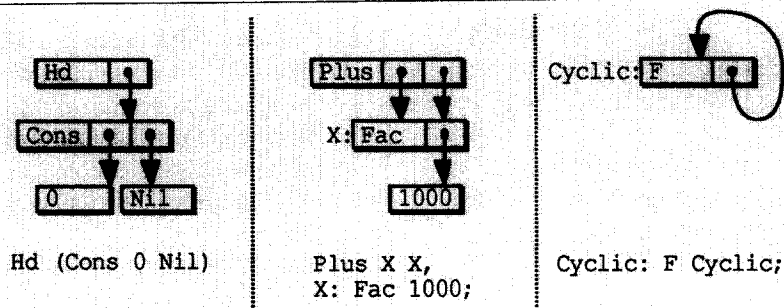 Hd
Cons
0 Nil
Hd (Cons 0 Nil)
Plus
X: Fac
1000
Plus X X,
X: Fac 1000;
Cyclic: F
Cyclic: F Cyclic;